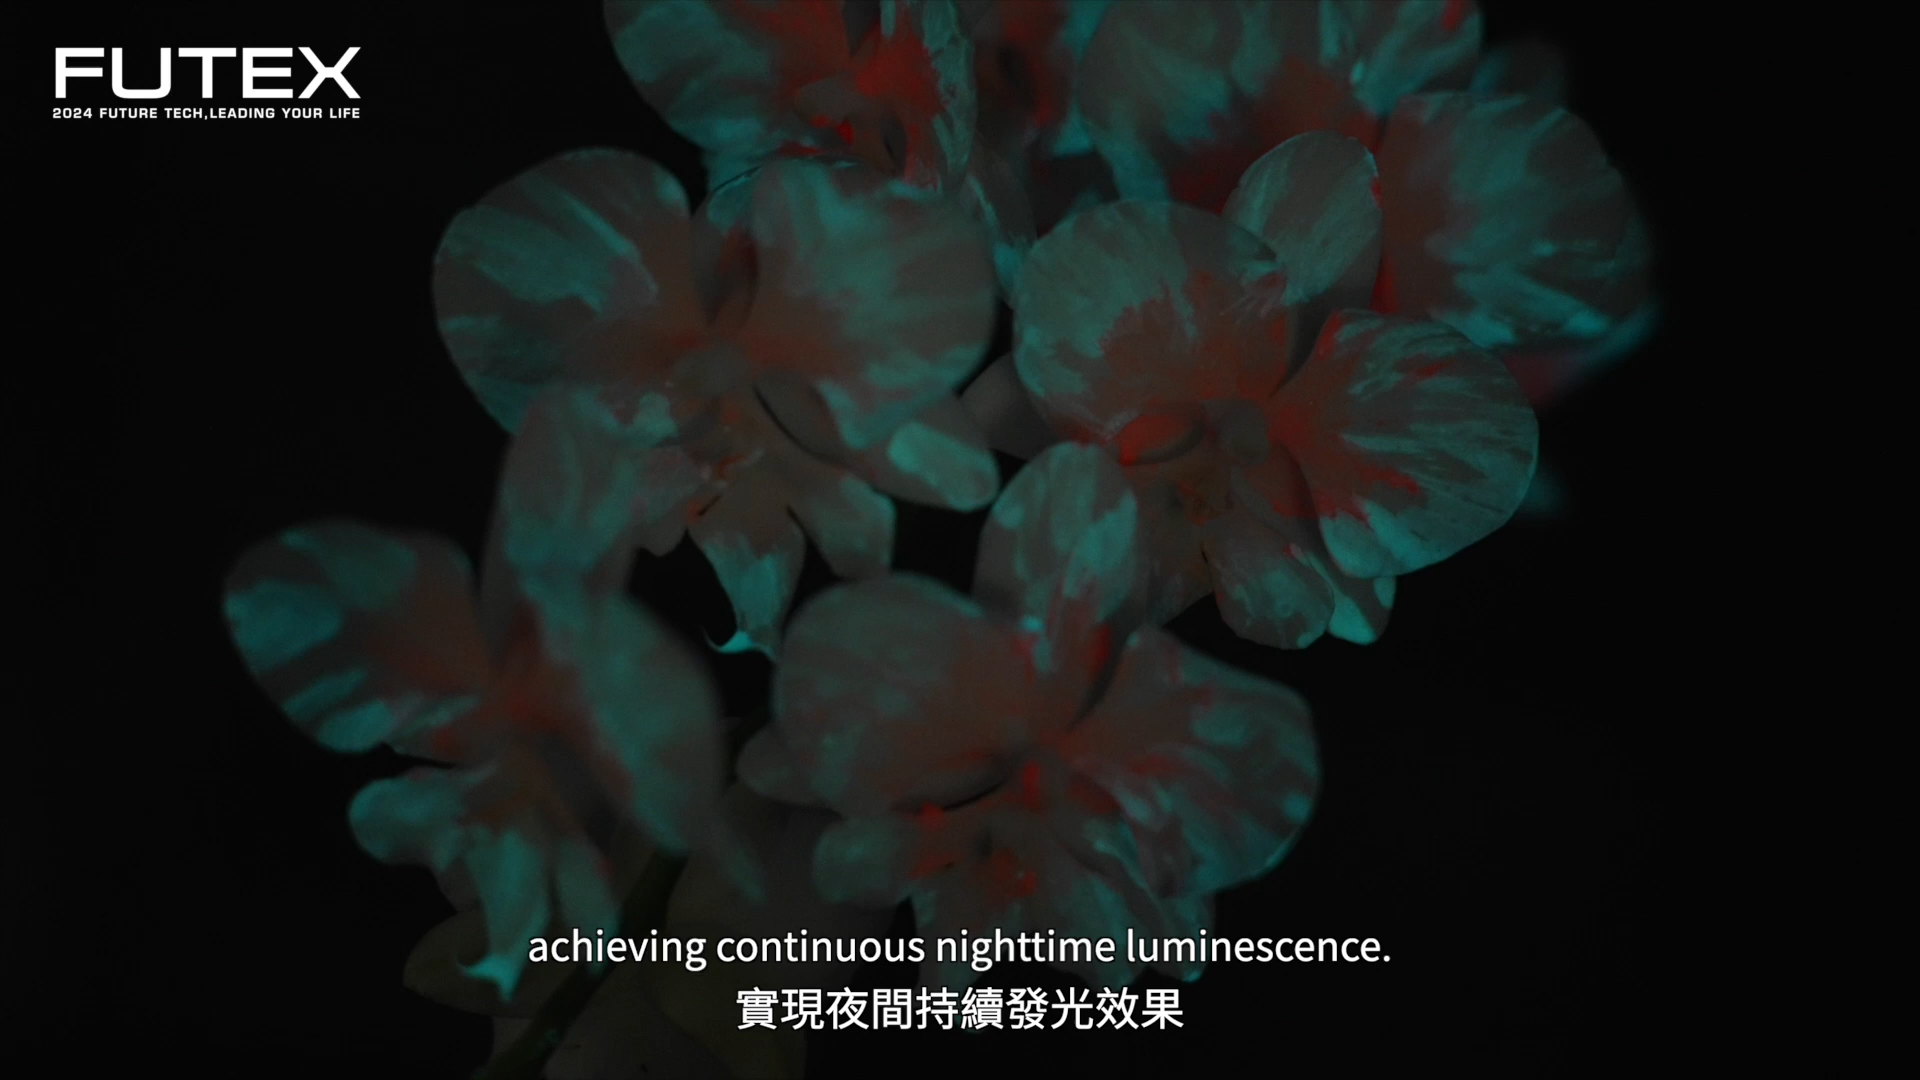 FUTEX
2024 FUTURE TECH,LEADING YOUR LIFE
achieving continuous nighttime luminescence.
實現夜間持續發光效果